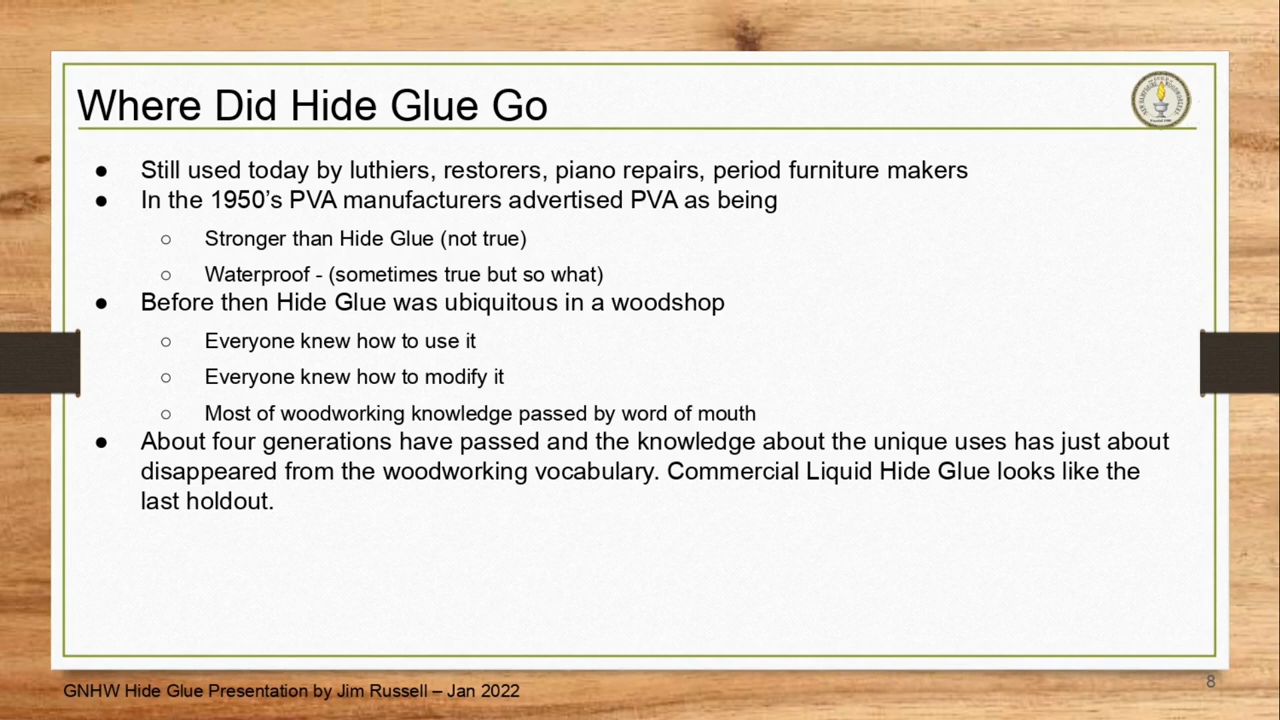 Where Did Hide Glue Go
● Still used today by luthiers, restorers, piano repairs, period furniture makers
● In the 1950’s PVA manufacturers advertised PVA as being
○ Stronger than Hide Glue (not true)
○ Waterproof - (sometimes true but so what)
● Before then Hide Glue was ubiquitous in a woodshop
○ Everyone knew how to use it
○ Everyone knew how to modify it
○ Most of woodworking knowledge passed by word of mouth
● About four generations have passed and the knowledge about the unique uses has just about
disappeared from the woodworking vocabulary. Commercial Liquid Hide Glue looks like the
last holdout.
GNHW Hide Glue Presentation by Jim Russell – Jan 2022
8